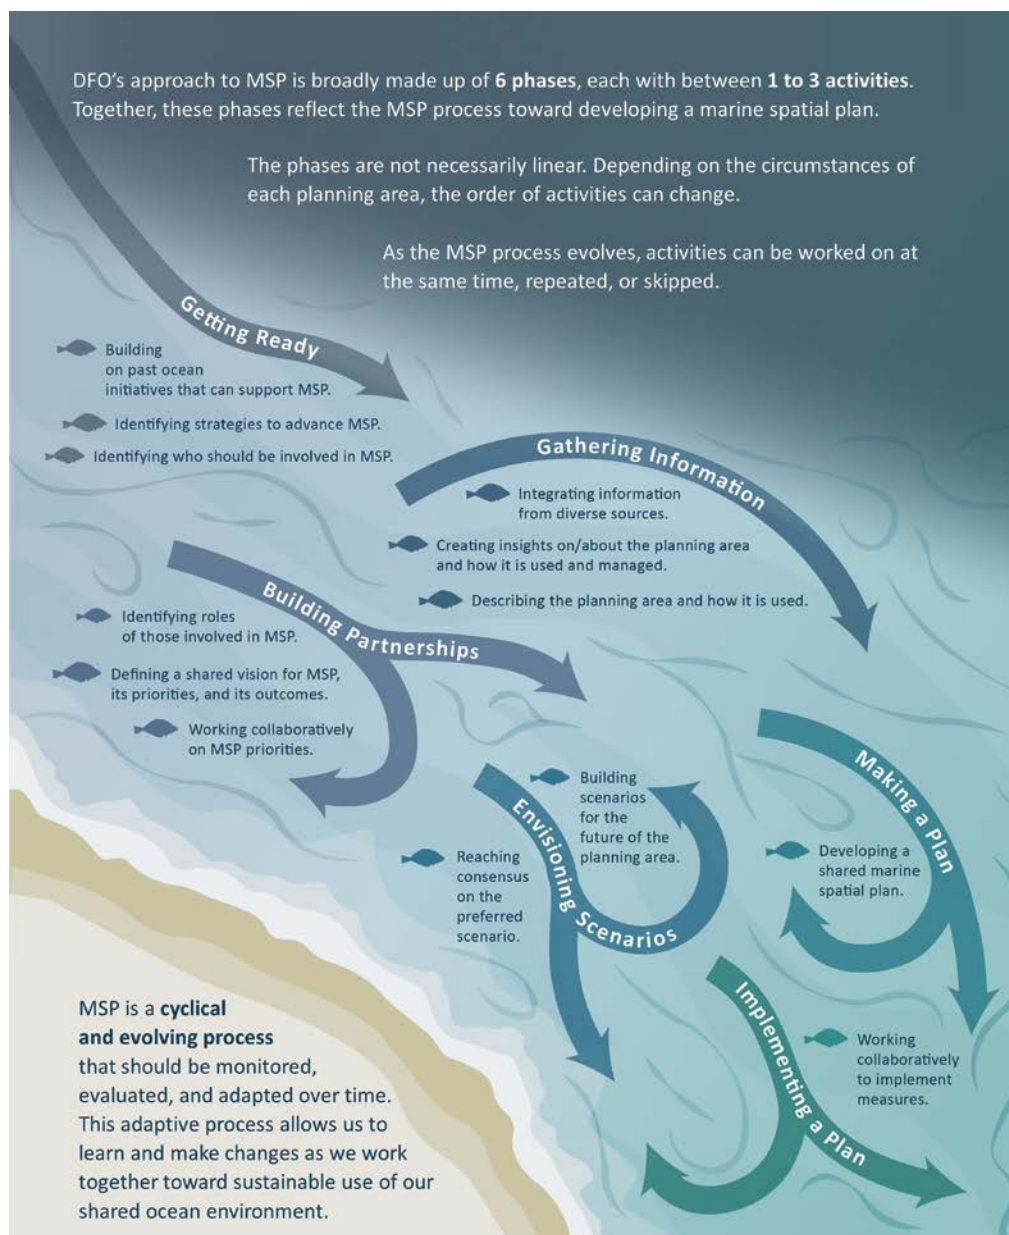 DFO's approach to MSP is broadly made up of 6 phases, each with between 1 to 3 activities.
Together, these phases reflect the MSP process toward developing a marine spatial plan.
The phases are not necessarily linear. Depending on the circumstances of
each planning area, the order of activities can change.
As the MSP process evolves, activities can be worked on at
the same time, repeated, or skipped.
Getting Ready
Building
on past ocean
initiatives that can support MSP.
Identifying strategies to advance MSP.
Identifying who should be involved in MSP.
Gathering Information
Integrating information
from diverse sources.
Creating insights on/about the planning area
and how it is used and managed.
Describing the planning area and how it is used.
Building Partnerships
Identifying roles
of those involved in MSP.
Defining a shared vision for MSP,
its priorities, and its outcomes.
Working collaboratively
on MSP priorities.
Envisioning Scenarios
Building
scenarios
for the
future of the
planning area.
Reaching
consensus
on the
preferred
scenario.
Making a Plan
Developing a
shared marine
spatial plan.
Implementing a Plan
Working
collaboratively
to implement
measures.
MSP is a cyclical
and evolving process
that should be monitored,
evaluated, and adapted over time.
This adaptive process allows us to
learn and make changes as we work
together toward sustainable use of our
shared ocean environment.